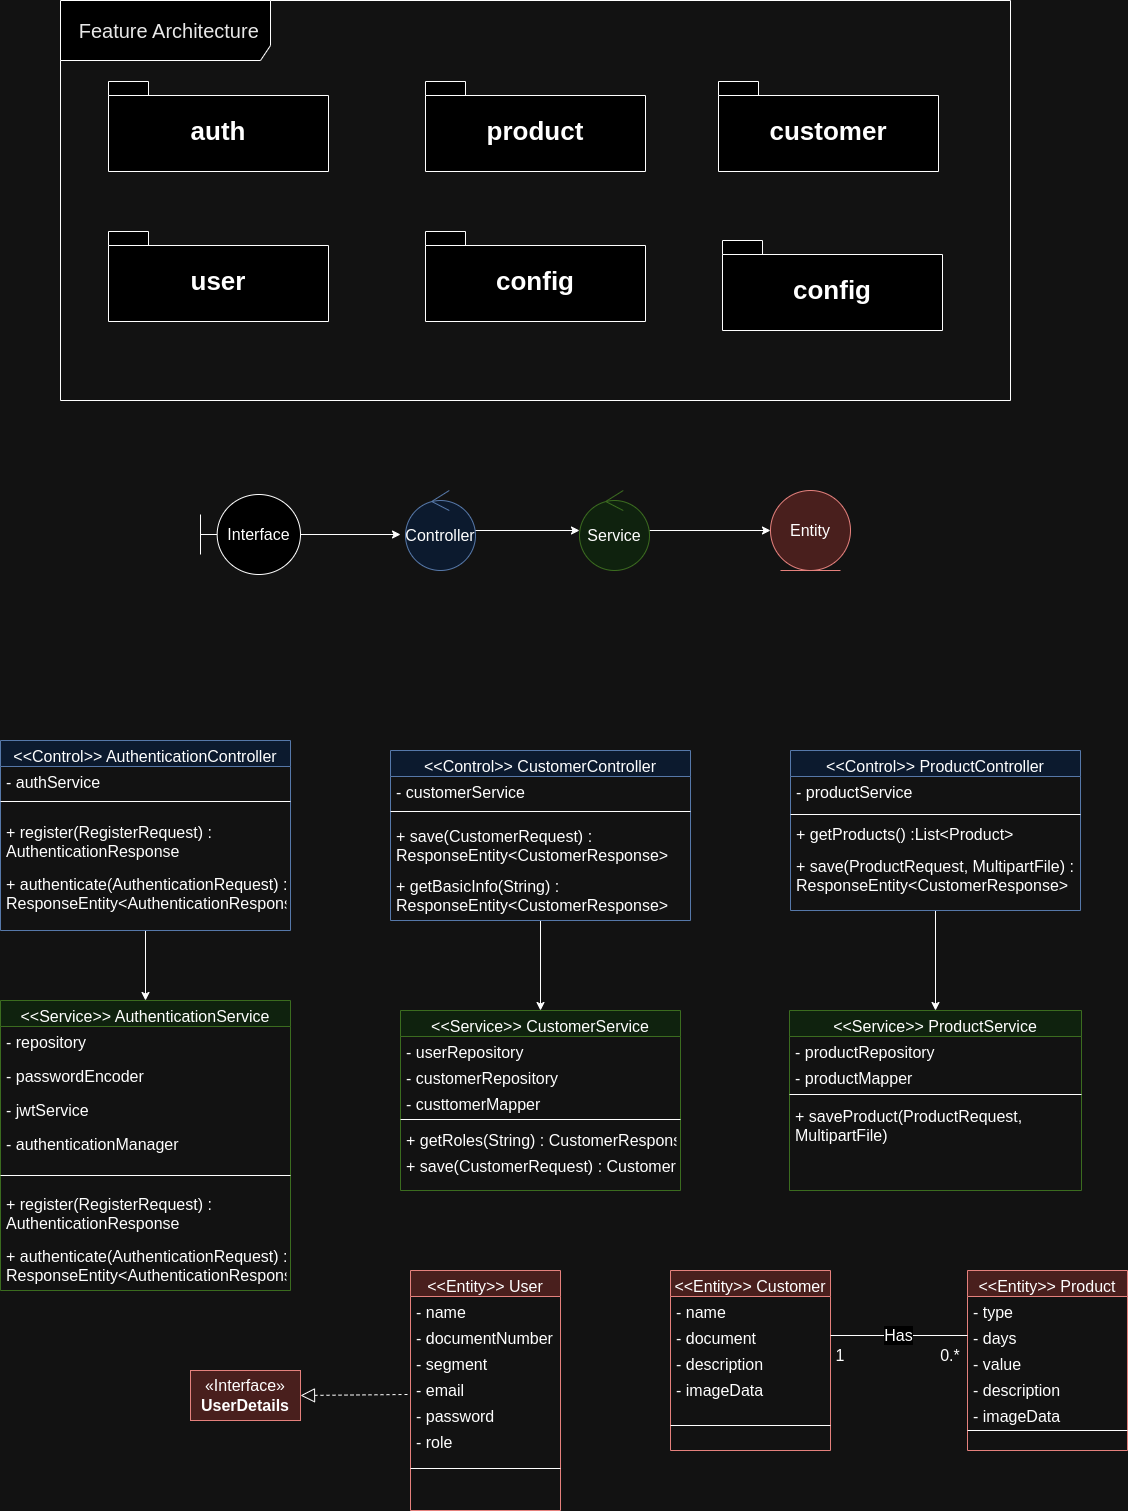 Feature Architecture
auth
product
customer
user
config
config
Interface
Controller
Service
Entity
<<Control>> AuthenticationController
- authService
+ register(RegisterRequest) :
AuthenticationResponse
+ authenticate(AuthenticationRequest) :
ResponseEntity<AuthenticationRespons
<<Control>> CustomerController
- customerService
+ save(CustomerRequest) :
ResponseEntity<CustomerResponse>
+ getBasicInfo(String) :
ResponseEntity<CustomerResponse>
<<Control>> ProductController
- productService
+ getProducts() :List<Product>
+ save(ProductRequest, MultipartFile) :
ResponseEntity<CustomerResponse>
<<Service>> AuthenticationService
- repository
- passwordEncoder
- jwtService
- authenticationManager
+ register(RegisterRequest) :
AuthenticationResponse
+ authenticate(AuthenticationRequest) :
ResponseEntity<AuthenticationRespons
<<Service>> CustomerService
- userRepository
- customerRepository
- custtomerMapper
+ getRoles(String) : CustomerRespons
+ save(CustomerRequest) : Customer
<<Service>> ProductService
- productRepository
- productMapper
+ saveProduct(ProductRequest,
MultipartFile)
«Interface»
UserDetails
<<Entity>> User
- name
- documentNumber
- segment
- email
- password
- role
<<Entity>> Customer
- name
- document
- description
- imageData
Has
1
0.*
<<Entity>> Product
- type
- days
- value
- description
- imageData